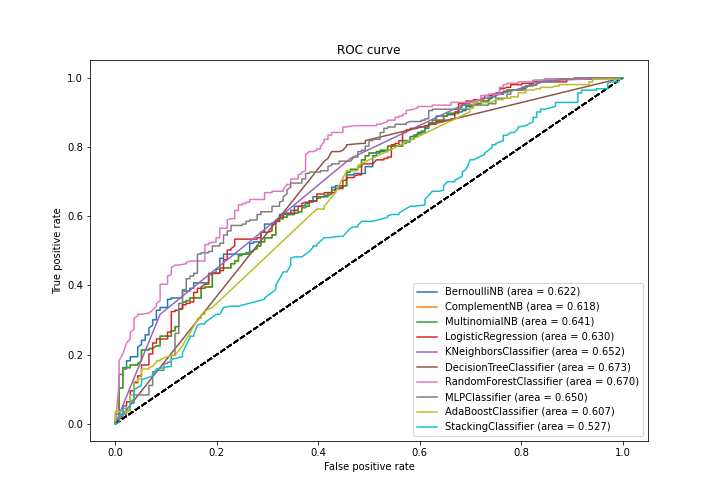 ROC curve
1.0
0.8
0.6
0.4
0.2
0.0
True positive rate
BernoulliNB (area = 0.622)
ComplementNB (area = 0.618)
MultinomialNB (area = 0.641)
LogisticRegression (area = 0.630)
KNeighborsClassifier (area = 0.652)
DecisionTreeClassifier (area = 0.673)
RandomForestClassifier (area = 0.670)
MLPClassifier (area = 0.650)
AdaBoostClassifier (area = 0.607)
StackingClassifier (area = 0.527)
0.0 0.2 0.4 0.6 0.8 1.0
False positive rate